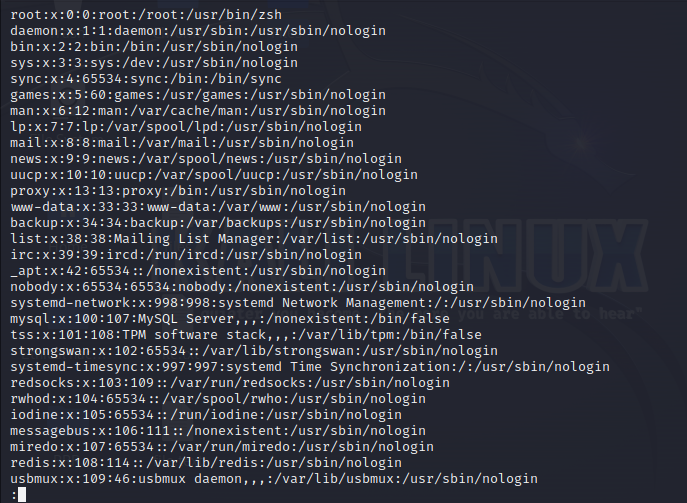 root:x:0:0:root:/root:/usr/bin/zsh
daemon:x:1:1:daemon:/usr/sbin:/usr/sbin/nologin
bin:x:2:2:bin:/bin:/usr/sbin/nologin
sys:x:3:3:sys:/dev:/usr/sbin/nologin
sync:x:4:65534:sync:/bin:/bin/sync
games:x:5:60:games:/usr/games:/usr/sbin/nologin
man:x:6:12:man:/var/cache/man:/usr/sbin/nologin
lp:x:7:7:lp:/var/spool/lpd:/usr/sbin/nologin
mail:x:8:8:mail:/var/mail:/usr/sbin/nologin
news:x:9:9:news:/var/spool/news:/usr/sbin/nologin
uucp:x:10:10:uucp:/var/spool/uucp:/usr/sbin/nologin
proxy:x:13:13:proxy:/bin:/usr/sbin/nologin
www-data:x:33:33:www-data:/var/www:/usr/sbin/nologin
backup:x:34:34:backup:/var/backups:/usr/sbin/nologin
list:x:38:38:Mailing List Manager:/var/list:/usr/sbin/nologin
irc:x:39:39:ircd:/run/ircd:/usr/sbin/nologin
_apt:x:42:65534::/nonexistent:/usr/sbin/nologin
nobody:x:65534:65534:nobody:/nonexistent:/usr/sbin/nologin
systemd-network:x:998:998:systemd Network Management:/:/usr/sbin/nologin
mysql:x:100:107:MySQL Server,,,:/nonexistent:/bin/false
tss:x:101:108:TPM software stack,,,:/var/lib/tpm:/bin/false
strongswan:x:102:65534::/var/lib/strongswan:/usr/sbin/nologin
systemd-timesync:x:997:997:systemd Time Synchronization:/:/usr/sbin/nologin
redsocks:x:103:109::/var/run/redsocks:/usr/sbin/nologin
rwhod:x:104:65534::/var/spool/rwho:/usr/sbin/nologin
iodine:x:105:65534::/run/iodine:/usr/sbin/nologin
messagebus:x:106:111::/nonexistent:/usr/sbin/nologin
miredo:x:107:65534::/var/run/miredo:/usr/sbin/nologin
redis:x:108:114::/var/lib/redis:/usr/sbin/nologin
usbmux:x:109:46:usbmux daemon,,,:/var/lib/usbmux:/usr/sbin/nologin
:
LINUX
you are able to hear"